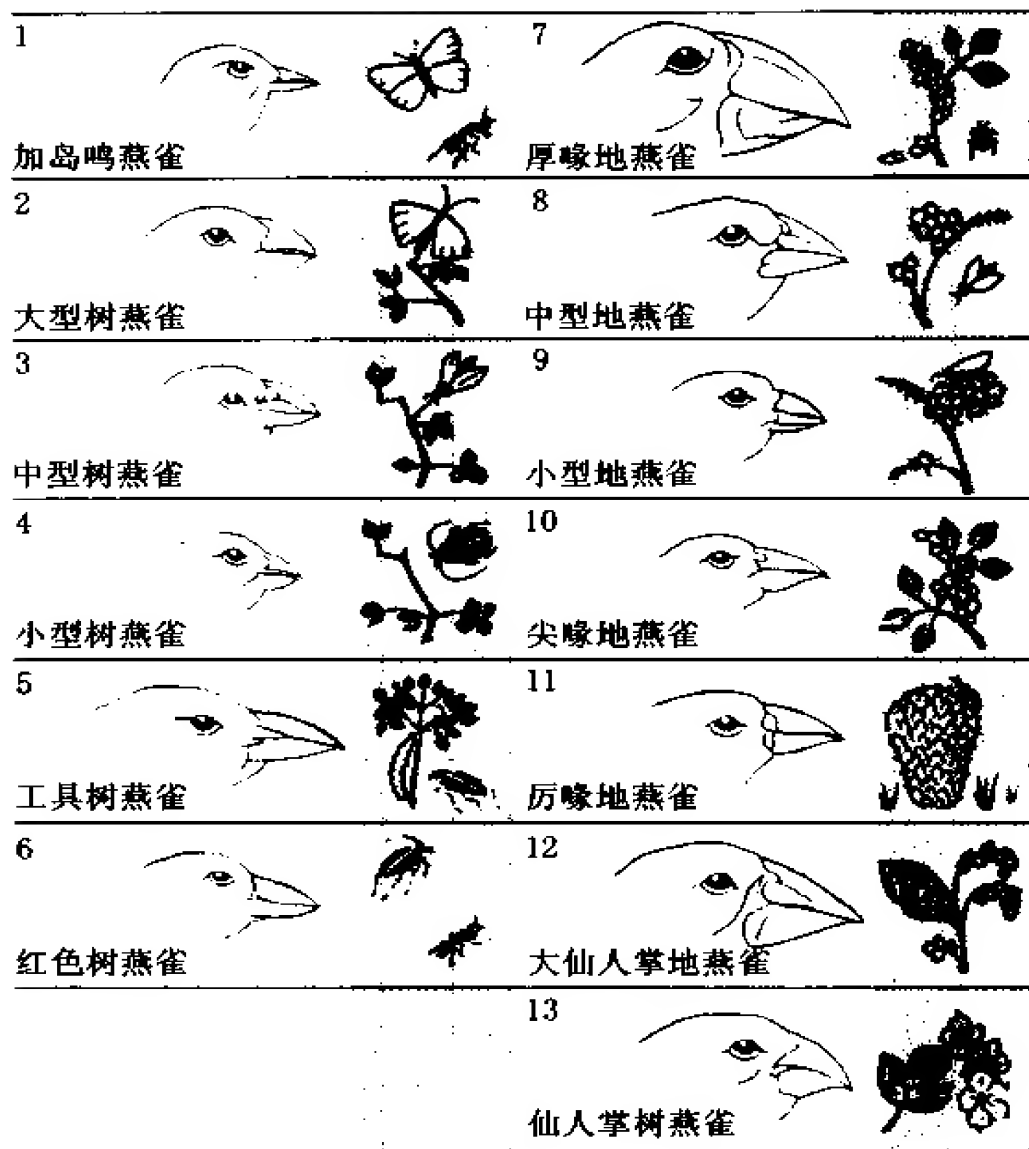 1
加岛鸣燕雀
2
大型树燕雀
3
中型树燕雀
4
小型树燕雀
5
工具树燕雀
6
红色树燕雀
7
厚喙地燕雀
8
中型地燕雀
9
小型地燕雀
10
尖喙地燕雀
11
厉喙地燕雀
12
大仙人掌地燕雀
13
仙人掌树燕雀